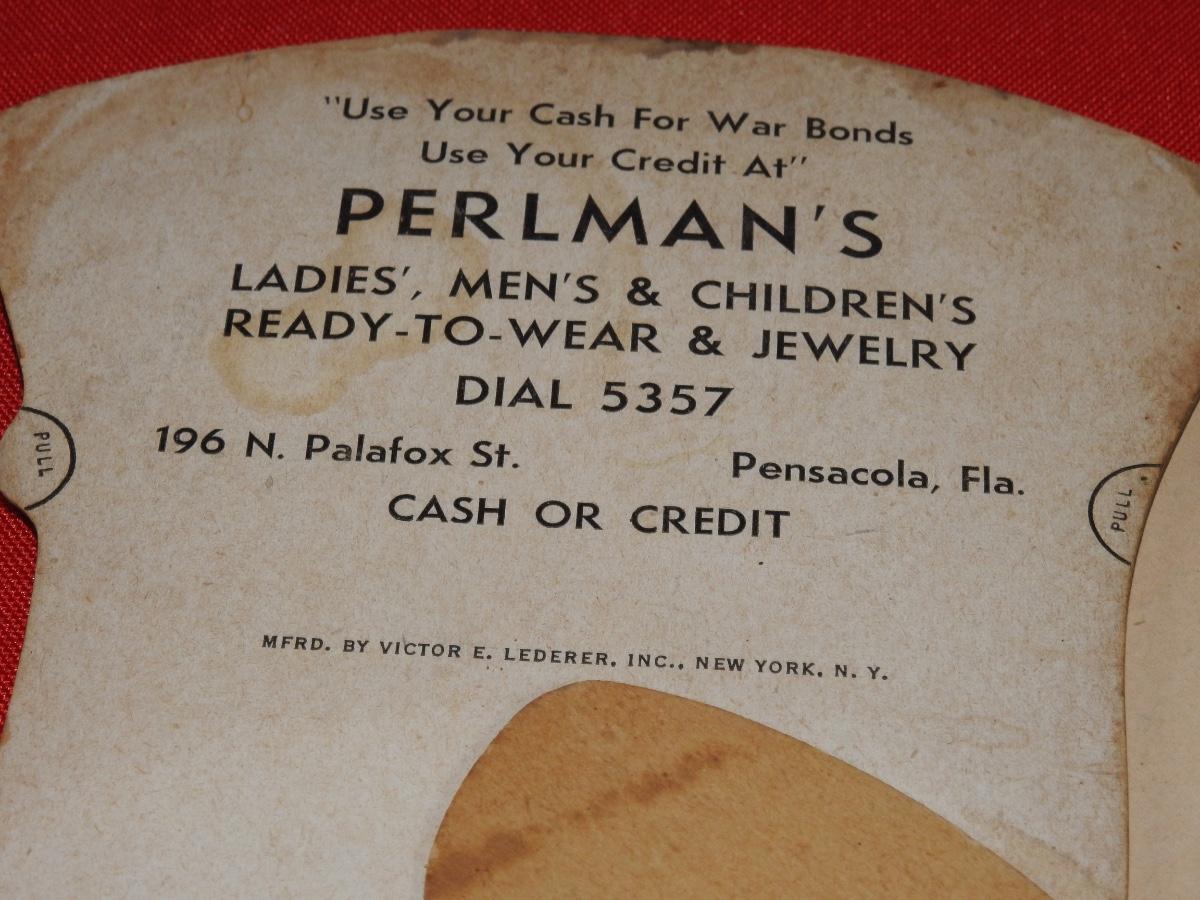 "Use Your Cash For War Bonds
Use Your Credit At"
PERLMAN'S
LADIES', MEN'S & CHILDREN'S
READY-TO-WEAR & JEWELRY
DIAL 5357
196 N. Palafox St. Pensacola, Fla.
CASH OR CREDIT
PULL
PULL
MFRD. BY VICTOR E. LEDERER, INC., NEW YORK, N. Y.